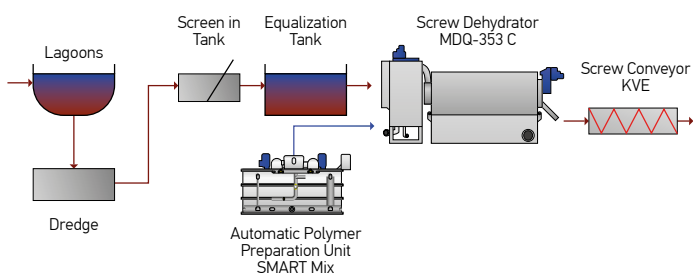 Lagoons
Dredge
Screen in
Tank
Equalization
Tank
Automatic Polymer
Preparation Unit
SMART Mix
Screw Dehydrator
MDQ-353 C
Screw Conveyor
KVE